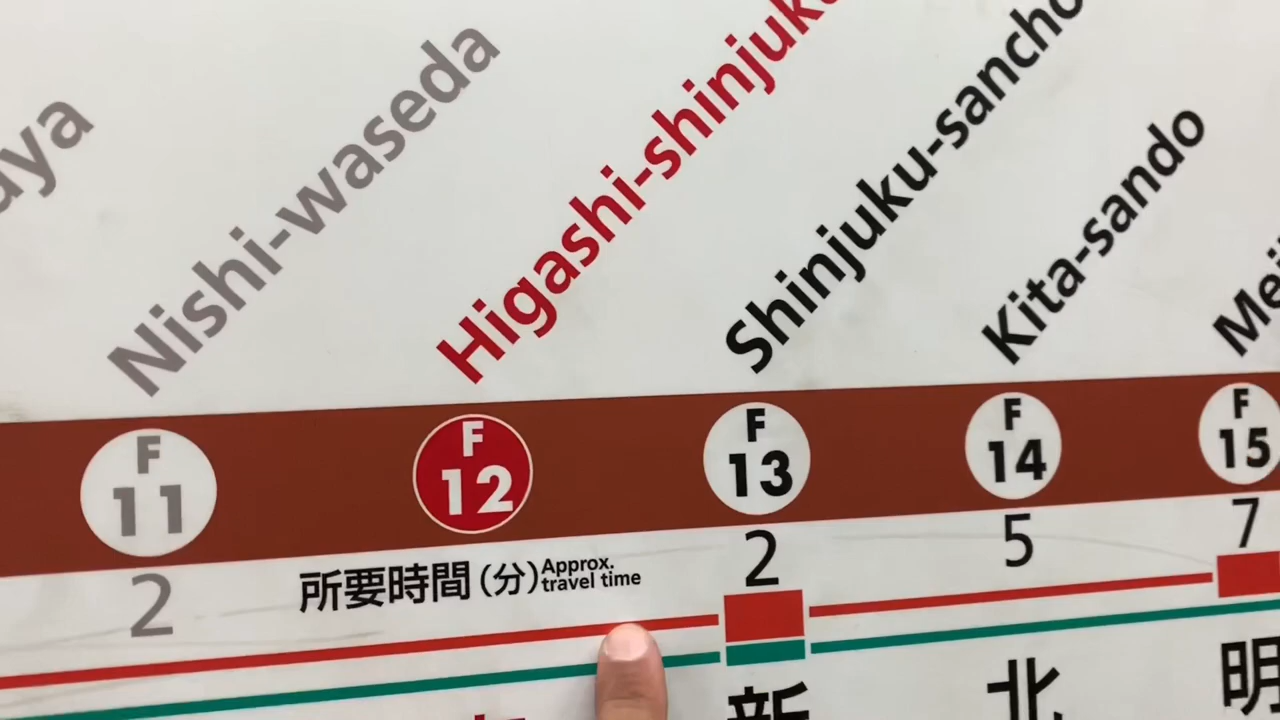 Nishi-waseda
Higashi-shinjuku
Shinjuku-sancho
Kita-sando
F
11
F
12
F
13
F
14
F
15
2
所要時間(分)
Approx.
travel time
2
5
7
新
北
明